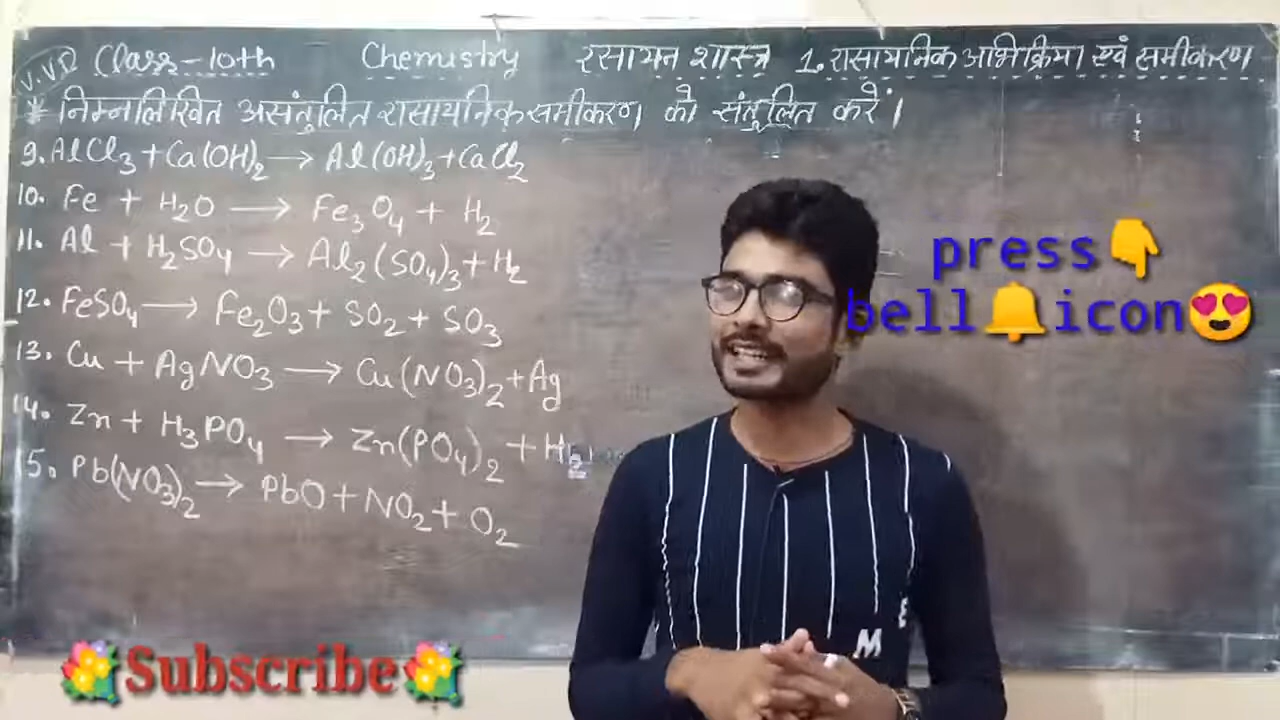 V.V.I Class-10th Chemistry रसायन शास्त्र 1. रासायनिक अभिक्रिया एवं समीकरण
* निम्नलिखित असंतुलित रासायनिक समीकरण को संतुलित करें।
9. AlCl₃ + Ca(OH)₂ → Al(OH)₃ + CaCl₂
10. Fe + H₂O → Fe₃O₄ + H₂
11. Al + H₂SO₄ → Al₂(SO₄)₃ + H₂
12. FeSO₄ → Fe₂O₃ + SO₂ + SO₃
13. Cu + AgNO₃ → Cu(NO₃)₂ + Ag
14. Zn + H₃PO₄ → Zn(PO₄)₂ + H₂
15. Pb(NO₃)₂ → PbO + NO₂ + O₂
press👇
bell🔔icon😍
M
💐Subscribe💐